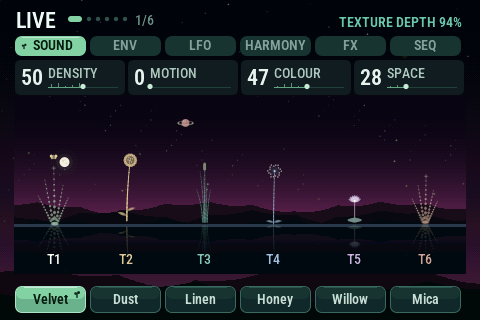 LIVE 1/6 TEXTURE DEPTH 94%
SOUND ENV LFO HARMONY FX SEQ
50 DENSITY 0 MOTION 47 COLOUR 28 SPACE
T1 T2 T3 T4 T5 T6
Velvet Dust Linen Honey Willow Mica